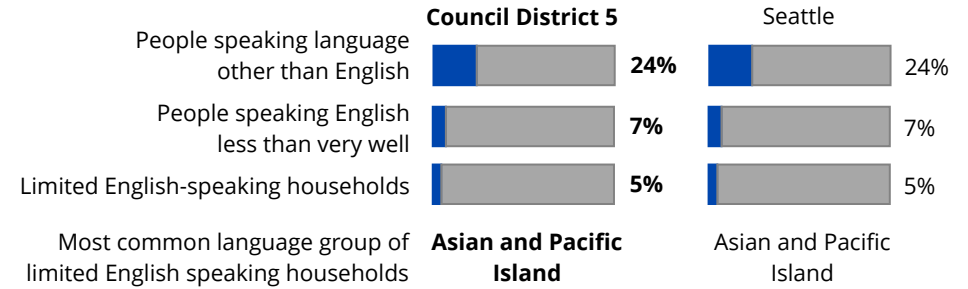 Council District 5 Seattle
People speaking language
other than English 24% 24%
People speaking English
less than very well 7% 7%
Limited English-speaking households 5% 5%
Most common language group of Asian and Pacific Asian and Pacific
limited English speaking households Island Island